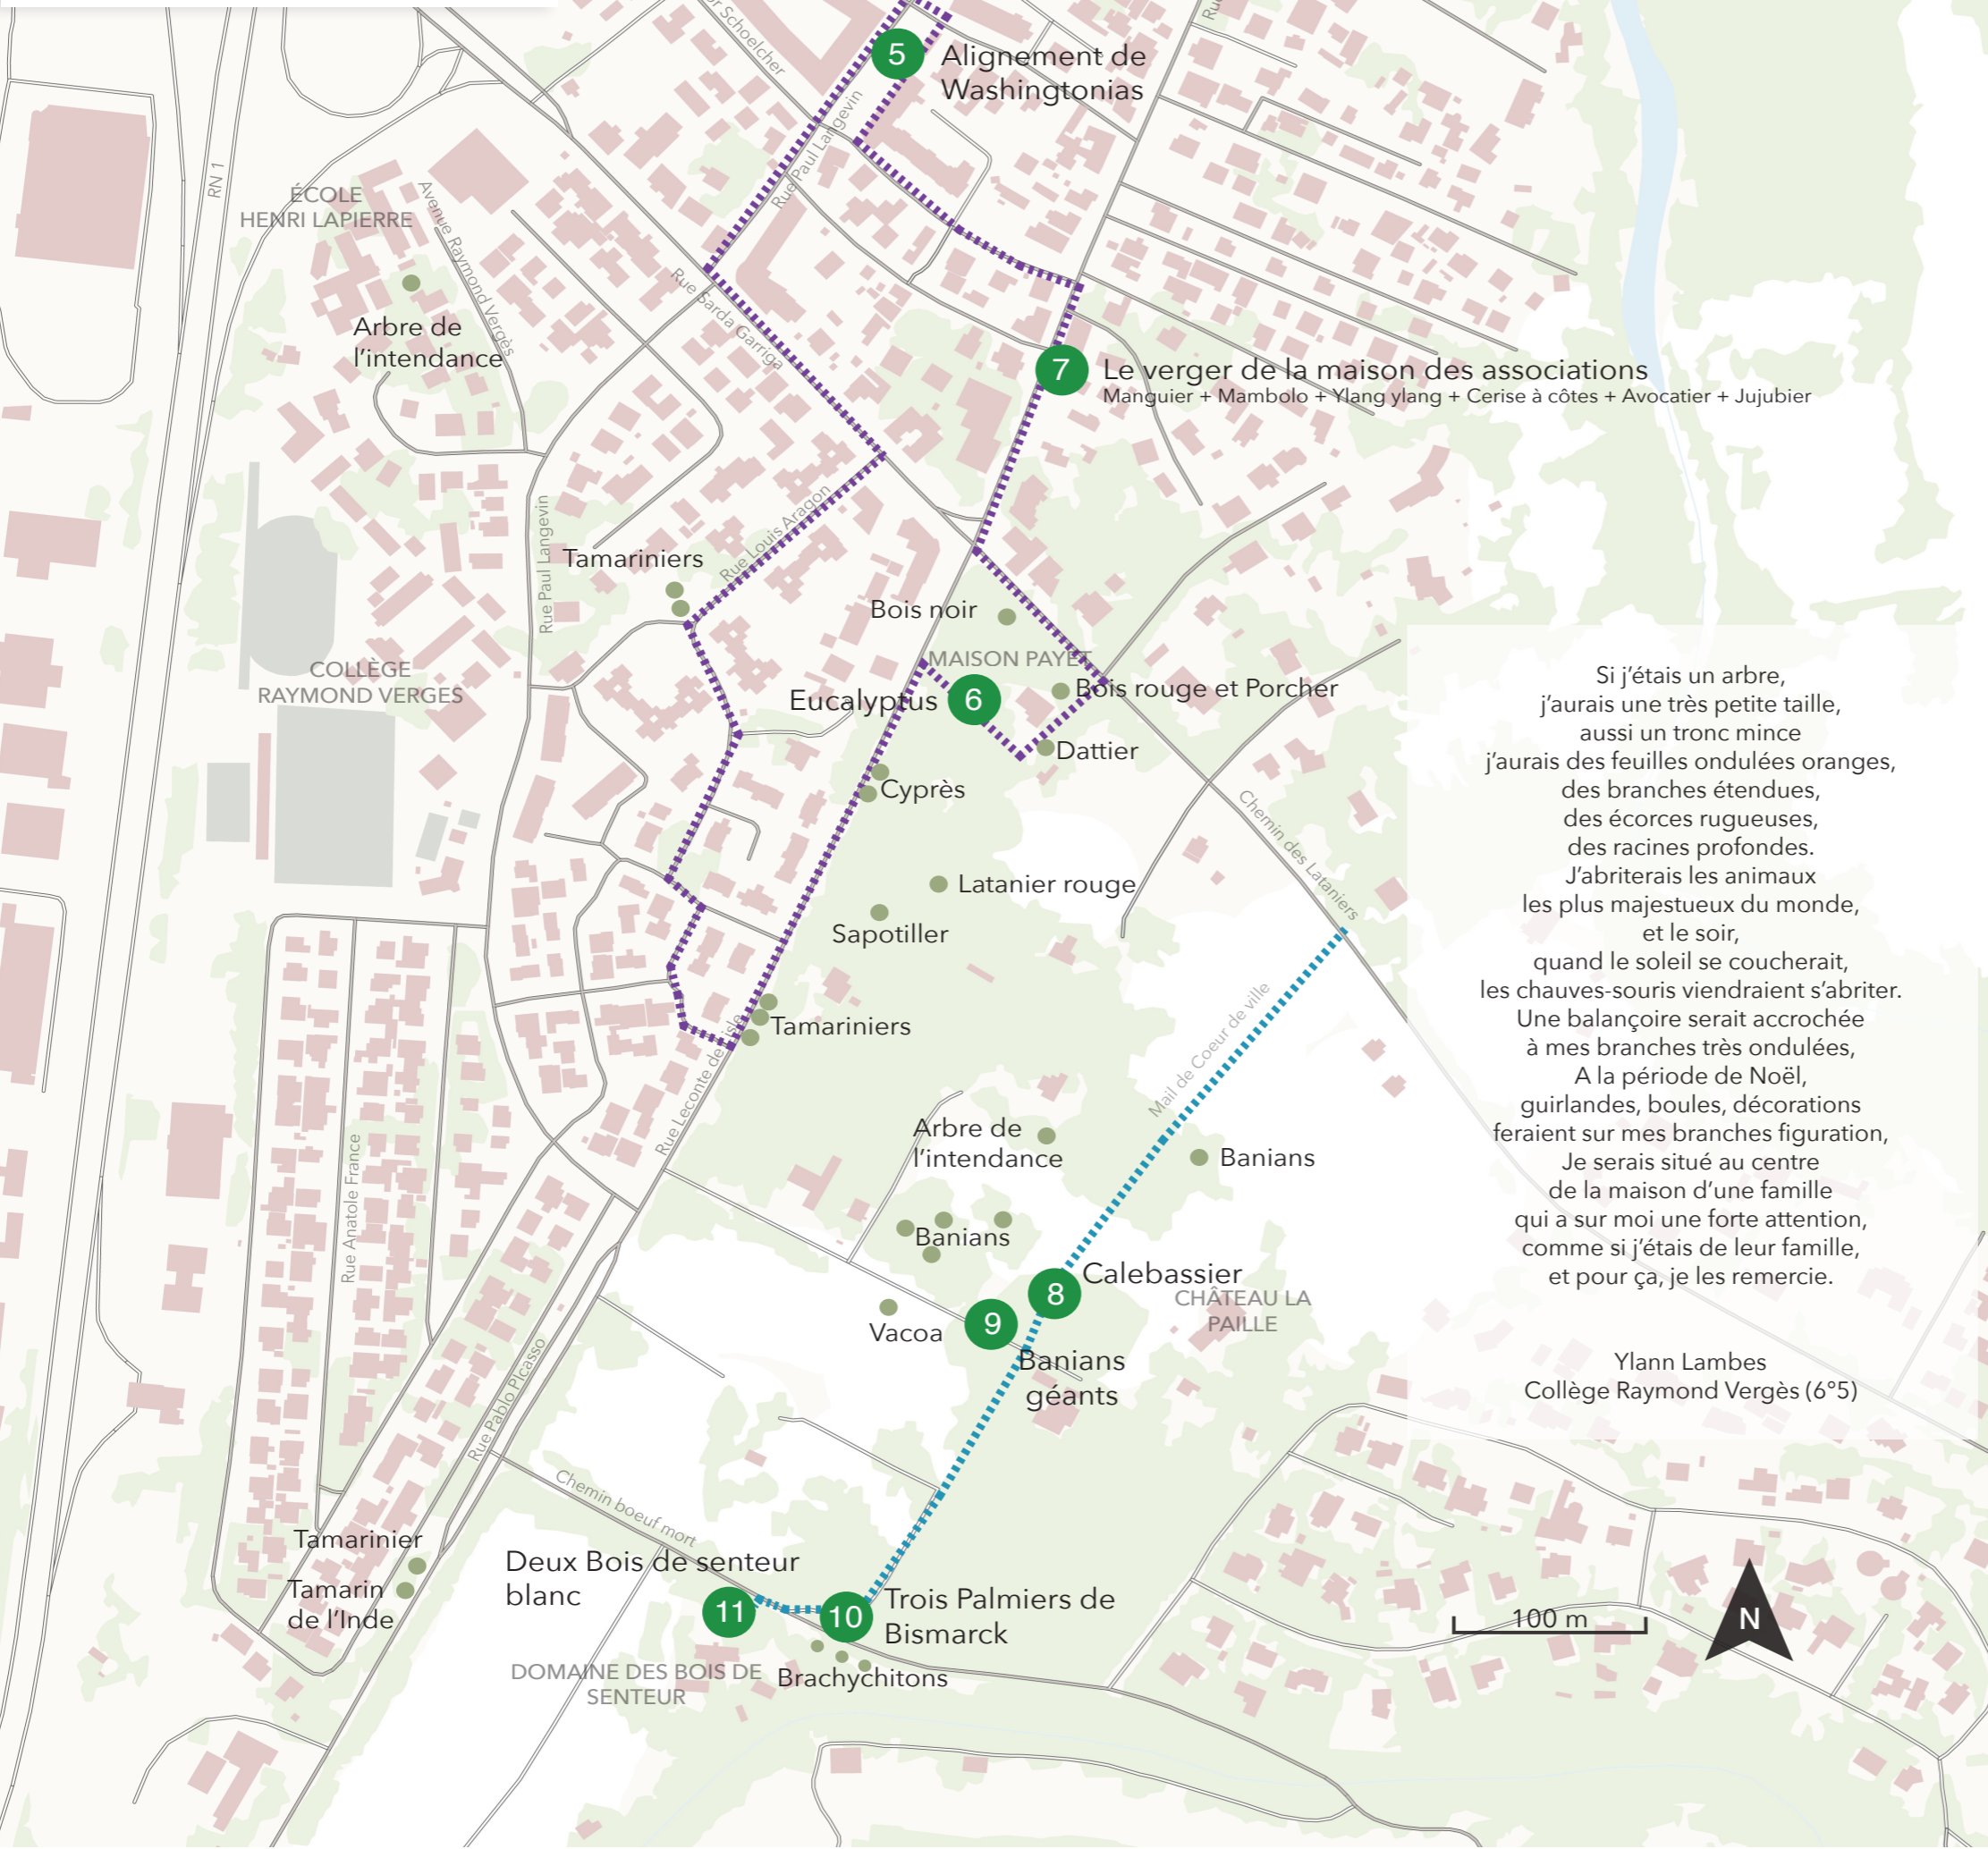 or Schoelcher
Ru
5
Alignement de
Washingtonias
Rue Paul Langevin
RN 1
ÉCOLE
HENRI LAPIERRE
Avenue Raymond Vergès
Rue Sarda Garriga
Arbre de
l'intendance
7
Le verger de la maison des associations
Manguier + Mambolo + Ylang ylang + Cerise à côtes + Avocatier + Jujubier
Rue Paul Langevin
Rue Louis Aragon
Tamariniers
Bois noir
MAISON PAYET
COLLÈGE
RAYMOND VERGES
Eucalyptus
6
Bois rouge et Porcher
Dattier
Cyprès
Chemin des Lataniers
Latanier rouge
Sapotiller
Tamariniers
Rue Leconte de Lisle
Mail de Coeur de ville
Arbre de
l'intendance
Banians
Banians
Rue Anatole France
Calebassier
8
CHÂTEAU LA
PAILLE
9
Vacoa
Banians
géants
Rue Pablo PIcasso
Chemin boeuf mort
Tamarinier
Tamarin
de l'Inde
Deux Bois de senteur
blanc
11
10
Trois Palmiers de
Bismarck
DOMAINE DES BOIS DE
SENTEUR
Brachychitons
Si j'étais un arbre,
j'aurais une très petite taille,
aussi un tronc mince
j'aurais des feuilles ondulées oranges,
des branches étendues,
des écorces rugueuses,
des racines profondes.
J'abriterais les animaux
les plus majestueux du monde,
et le soir,
quand le soleil se coucherait,
les chauves-souris viendraient s'abriter.
Une balançoire serait accrochée
à mes branches très ondulées,
A la période de Noël,
guirlandes, boules, décorations
feraient sur mes branches figuration,
Je serais situé au centre
de la maison d'une famille
qui a sur moi une forte attention,
comme si j'étais de leur famille,
et pour ça, je les remercie.
Ylann Lambes
Collège Raymond Vergès (6°5)
100 m
N